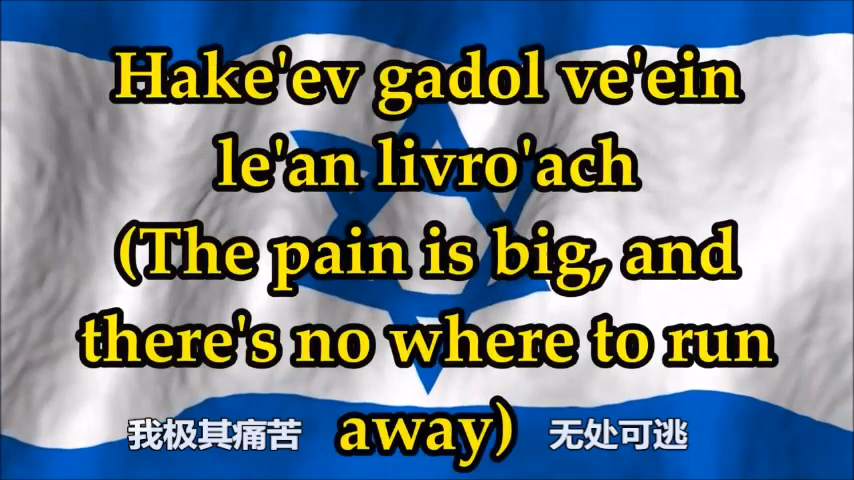 Hake'ev gadol ve'ein
le'an livro'ach
(The pain is big, and
there's no where to run
away)
我极其痛苦 无处可逃